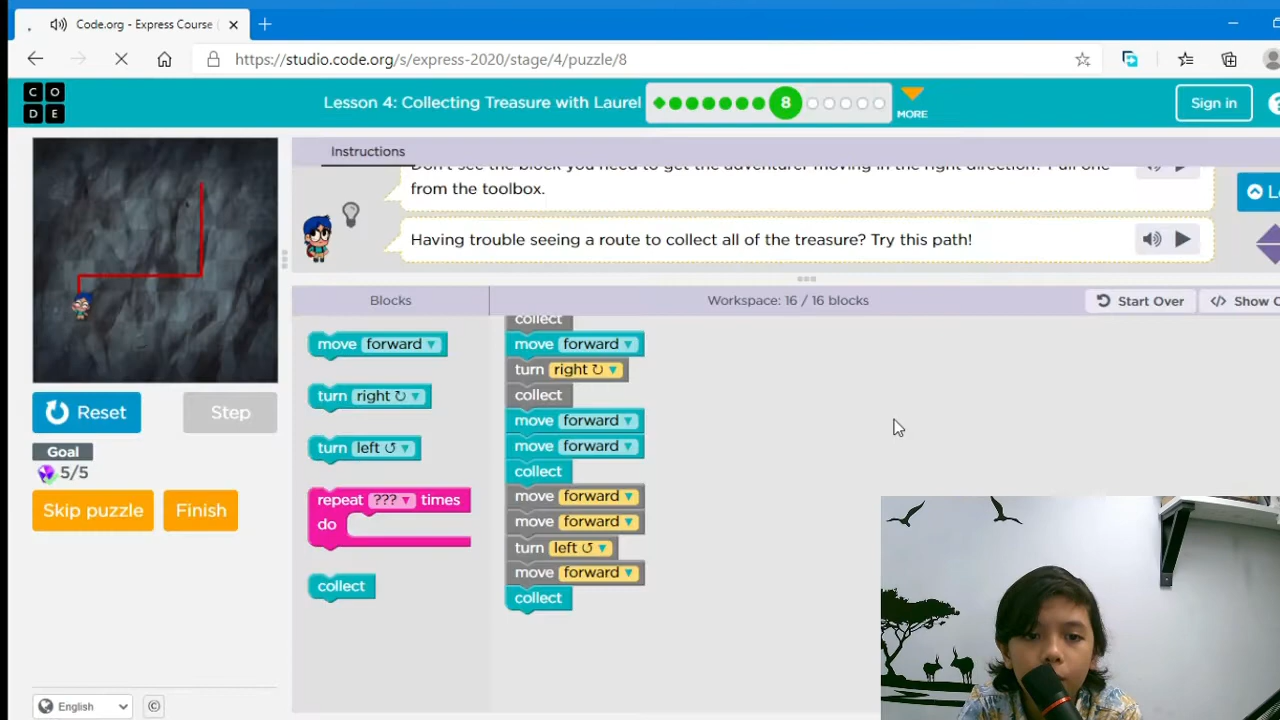 Code.org - Express Course (
https://studio.code.org/s/express-2020/stage/4/puzzle/8
C O
D E
Lesson 4: Collecting Treasure with Laurel
8
MORE
Sign in
?
Instructions
from the toolbox.
Having trouble seeing a route to collect all of the treasure? Try this path!
Blocks
Workspace: 16 / 16 blocks
Start Over
</> Show
move forward
turn right
turn left
repeat ??? times
do
collect
collect
move forward
turn right
collect
move forward
move forward
collect
move forward
move forward
turn left
move forward
collect
Reset
Step
Goal
5/5
Skip puzzle
Finish
English
©